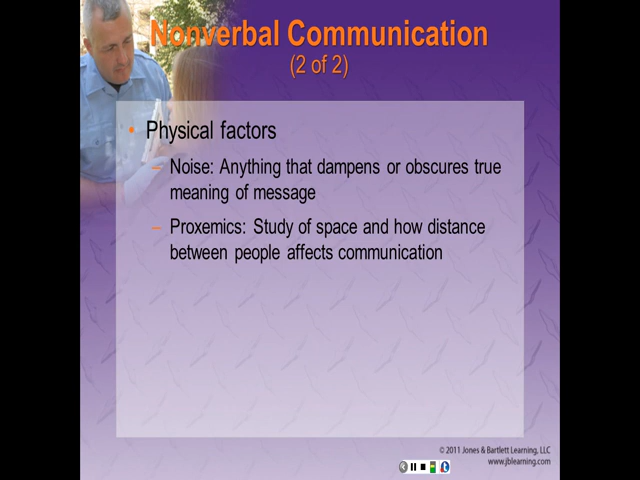 Nonverbal Communication
(2 of 2)
• Physical factors
– Noise: Anything that dampens or obscures true
meaning of message
– Proxemics: Study of space and how distance
between people affects communication
© 2011 Jones & Bartlett Learning, LLC
www.jblearning.com